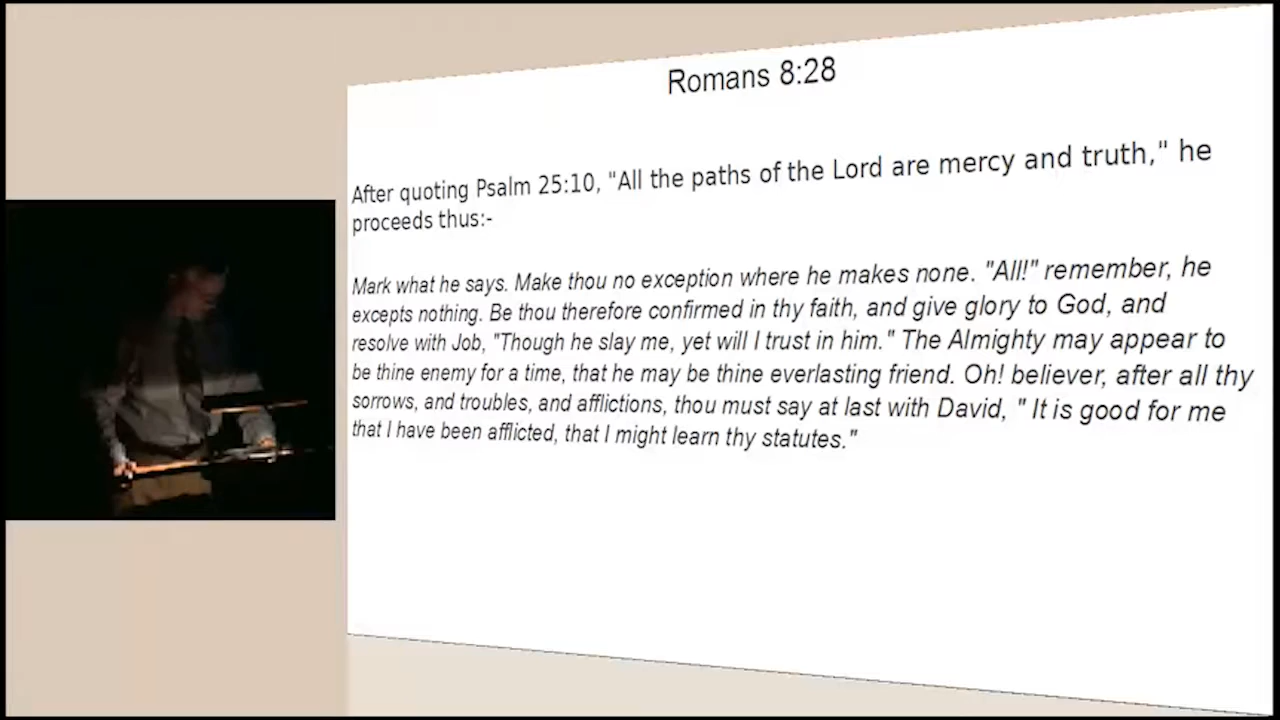 Romans 8:28
After quoting Psalm 25:10, "All the paths of the Lord are mercy and truth," he
proceeds thus:-
Mark what he says. Make thou no exception where he makes none. "All!" remember, he
excepts nothing. Be thou therefore confirmed in thy faith, and give glory to God, and
resolve with Job, "Though he slay me, yet will I trust in him." The Almighty may appear to
be thine enemy for a time, that he may be thine everlasting friend. Oh! believer, after all thy
sorrows, and troubles, and afflictions, thou must say at last with David, " It is good for me
that I have been afflicted, that I might learn thy statutes."